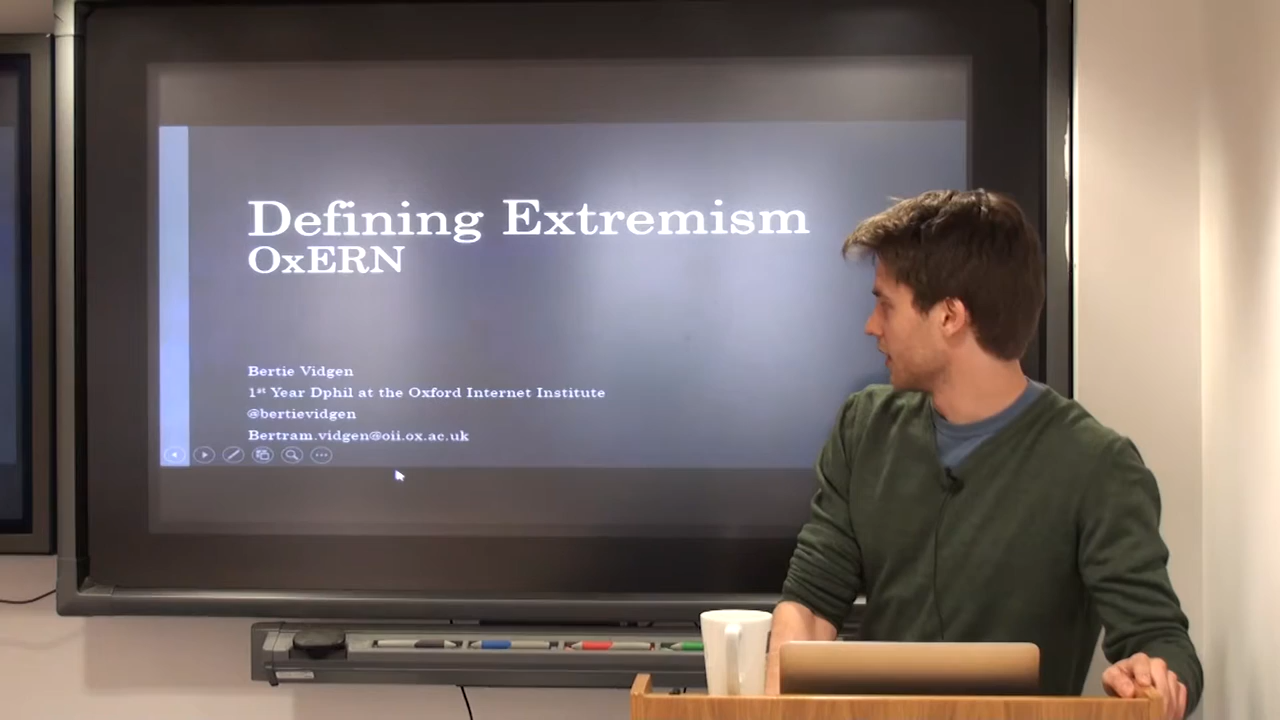 Defining Extremism
OxERN
Bertie Vidgen
1st Year Dphil at the Oxford Internet Institute
@bertievidgen
Bertram.vidgen@oii.ox.ac.uk